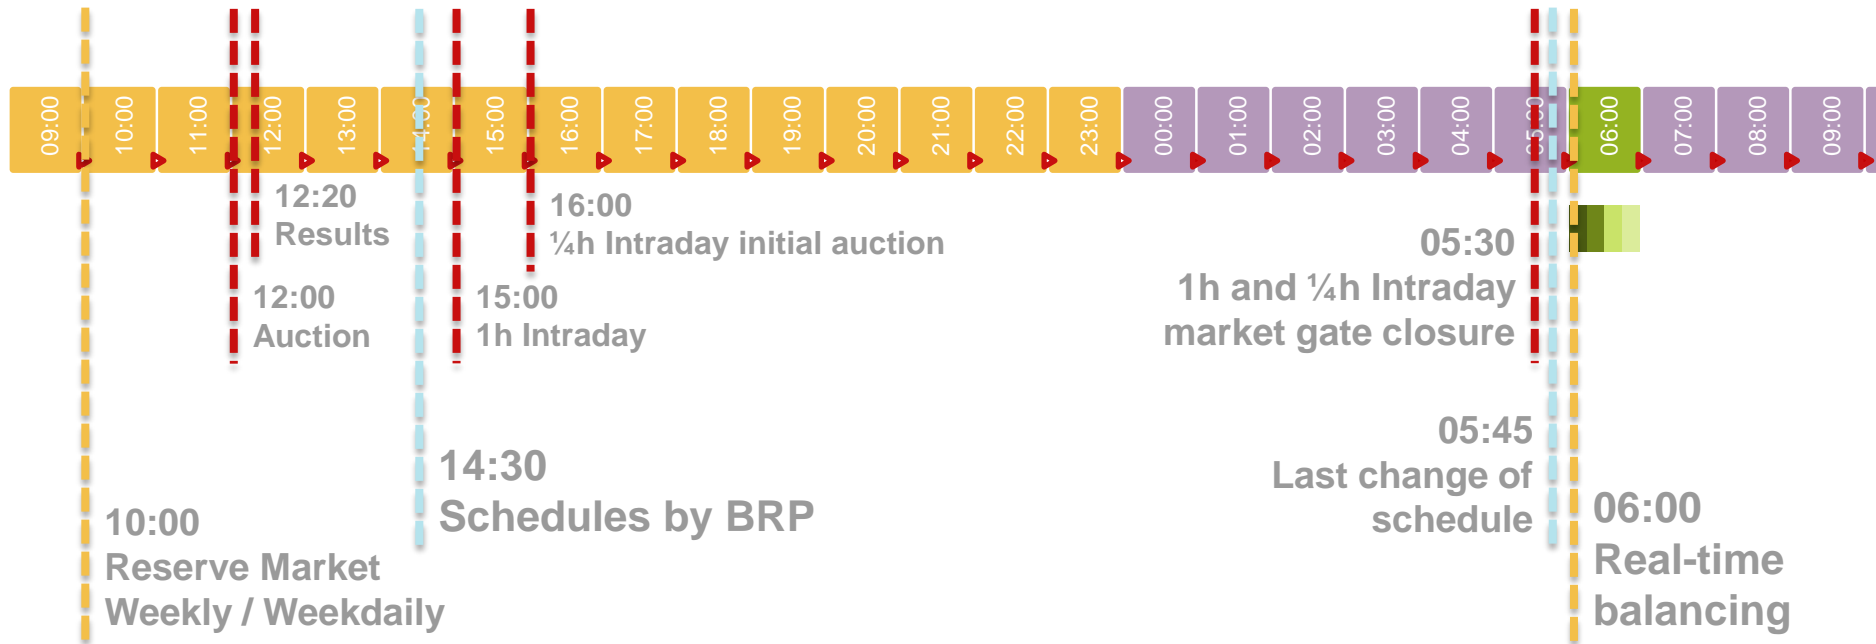 09:00
10:00
11:00
12:00
13:00
14:00
15:00
16:00
17:00
18:00
19:00
20:00
21:00
22:00
23:00
00:00
01:00
02:00
03:00
04:00
05:00
06:00
07:00
08:00
09:00
12:20
Results
12:00
Auction
16:00
¼h Intraday initial auction
15:00
1h Intraday
05:30
1h and ¼h Intraday
market gate closure
14:30
Schedules by BRP
05:45
Last change of
schedule
10:00
Reserve Market
Weekly / Weekdaily
06:00
Real-time
balancing